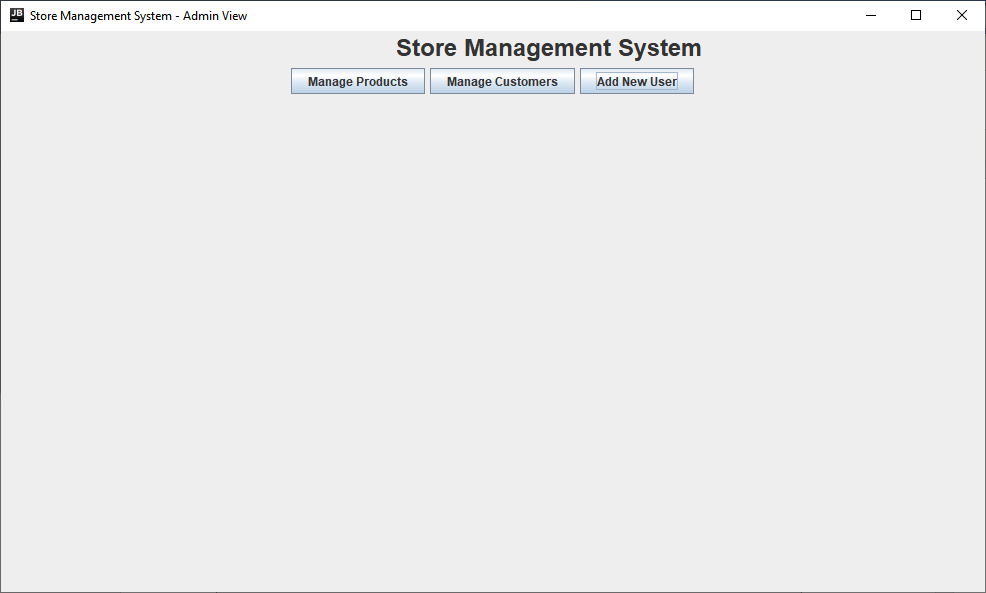 JB
Store Management System - Admin View
Store Management System
Manage Products
Manage Customers
Add New User